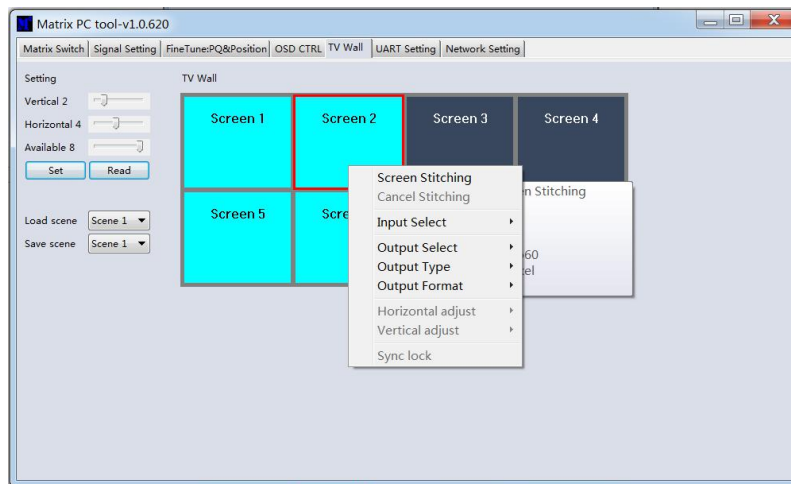 Matrix PC tool-v1.0.620
Matrix Switch Signal Setting FineTune:PQ&Position OSD CTRL TV Wall UART Setting Network Setting
Setting
TV Wall
Vertical 2
Horizontal 4
Available 8
Set Read
Load scene Scene 1
Save scene Scene 1
Screen 1 Screen 2 Screen 3 Screen 4
Screen 5
Screen Stitching
Cancel Stitching
Input Select
Output Select
Output Type
Output Format
Horizontal adjust
Vertical adjust
Sync lock
Stitching